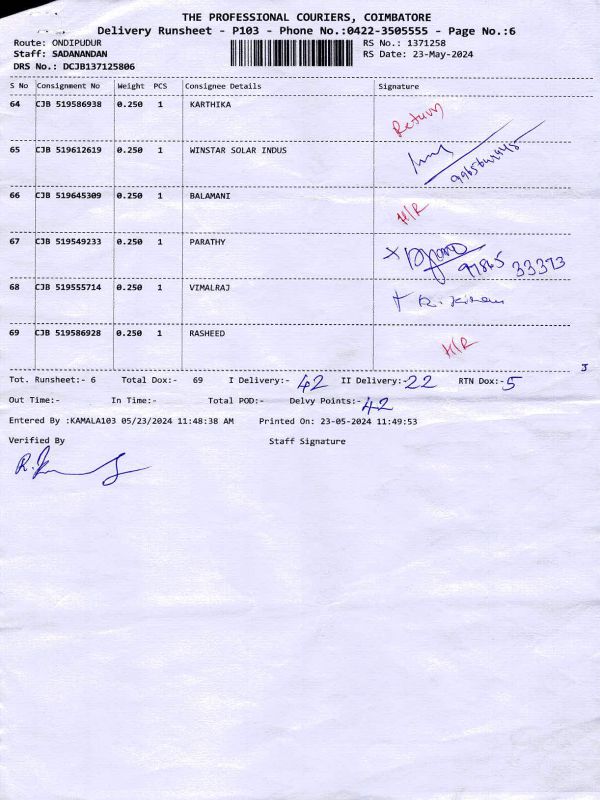 THE PROFESSIONAL COURIERS, COIMBATORE
Delivery Runsheet - P103 - Phone No.:0422-3505555 - Page No.:6
Route: ONDIPUDUR RS No.: 1371258
Staff: SADANANDAN RS Date: 23-May-2024
DRS No.: DCJB137125806
S No Consignment No Weight PCS Consignee Details Signature
64 CJB 519586938 0.250 1 KARTHIKA
Return
65 CJB 519612619 0.250 1 WINSTAR SOLAR INDUS
66 CJB 519645309 0.250 1 BALAMANI
H/R
67 CJB 519549233 0.250 1 PARATHY
97865 33373
68 CJB 519555714 0.250 1 VIMALRAJ
69 CJB 519586928 0.250 1 RASHEED
H/R
J
Tot. Runsheet:- 6 Total Dox:- 69 I Delivery:- 42 II Delivery:- 22 RTN Dox:- 5
Out Time:- In Time:- Total POD:- Delvy Points:- 42
Entered By :KAMALA103 05/23/2024 11:48:38 AM Printed On: 23-05-2024 11:49:53
Verified By Staff Signature